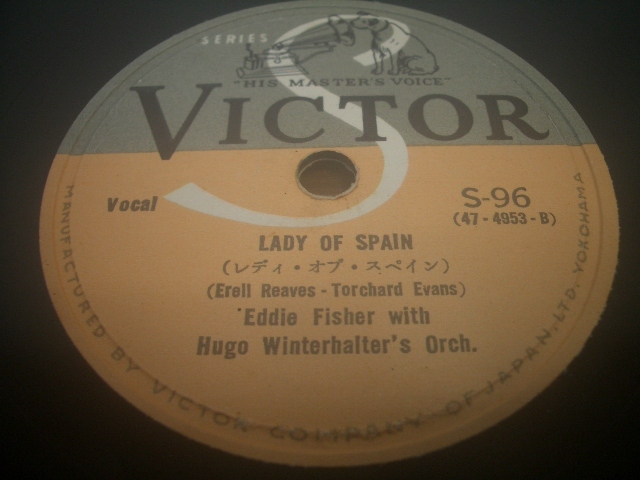 SERIES
S
"HIS MASTER'S VOICE"
VICTOR
Vocal
S-96
(47-4953-B)
LADY OF SPAIN
(レディ・オブ・スペイン)
(Erell Reaves - Torchard Evans)
Eddie Fisher with
Hugo Winterhalter's Orch.
MANUFACTURED BY VICTOR COMPANY OF JAPAN, LTD. YOKOHAMA